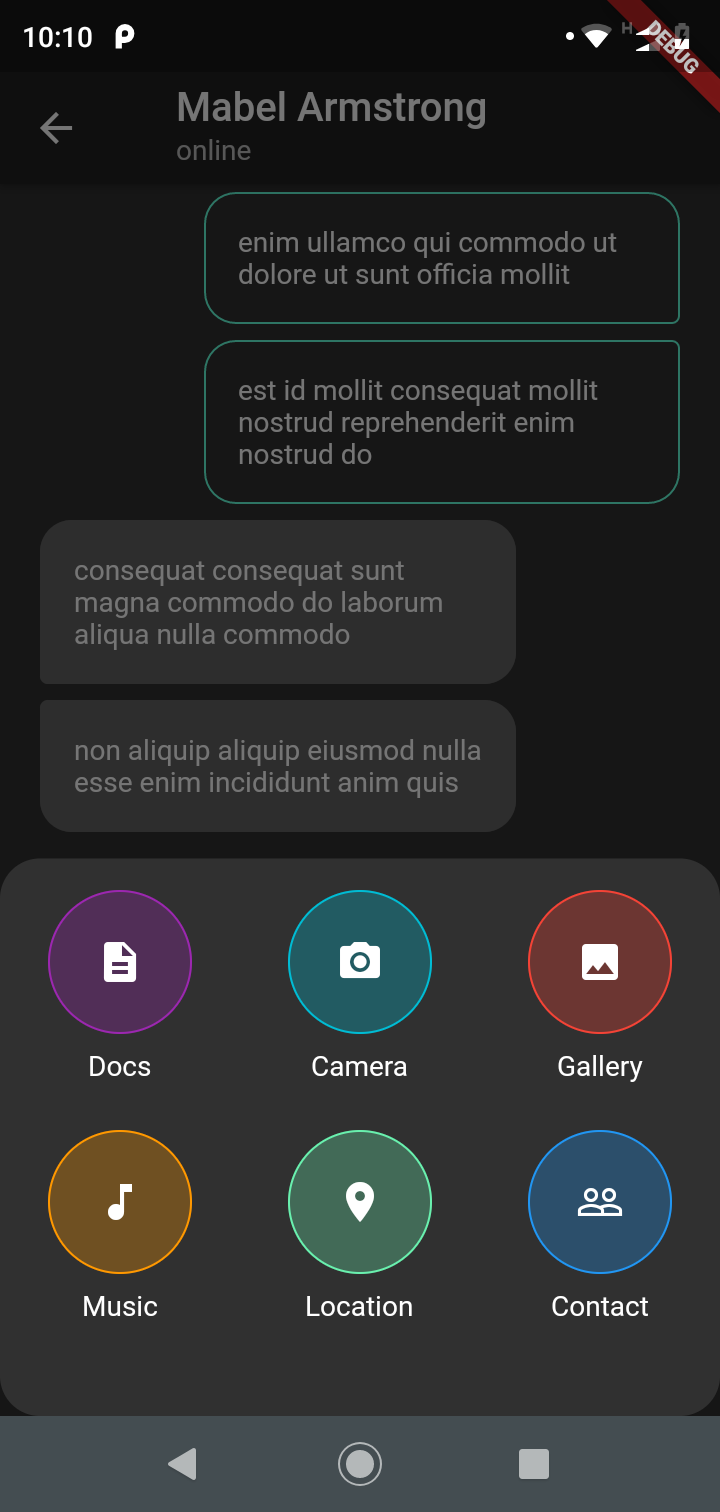 10:10
H
DEBUG
Mabel Armstrong
online
enim ullamco qui commodo ut
dolore ut sunt officia mollit
est id mollit consequat mollit
nostrud reprehenderit enim
nostrud do
consequat consequat sunt
magna commodo do laborum
aliqua nulla commodo
non aliquip aliquip eiusmod nulla
esse enim incididunt anim quis
Docs
Camera
Gallery
Music
Location
Contact